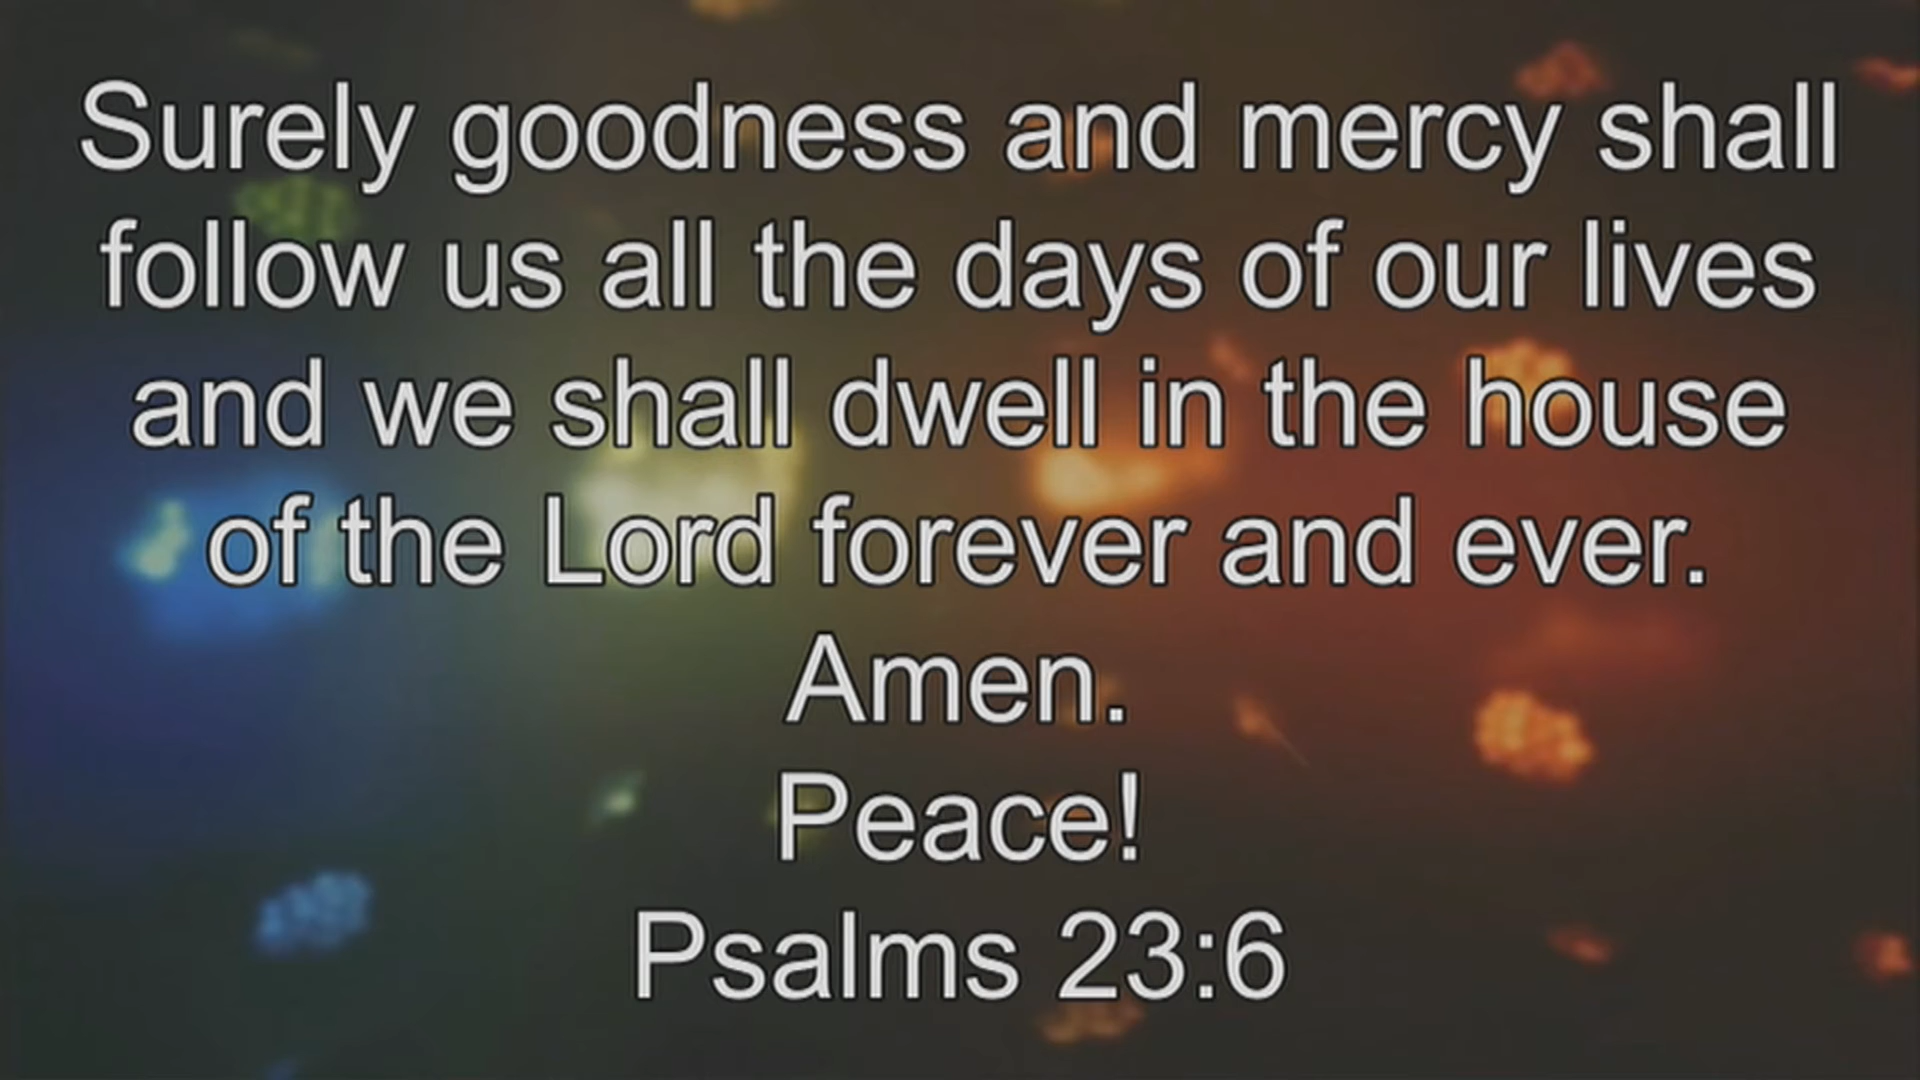 Surely goodness and mercy shall
follow us all the days of our lives
and we shall dwell in the house
of the Lord forever and ever.
Amen.
Peace!
Psalms 23:6